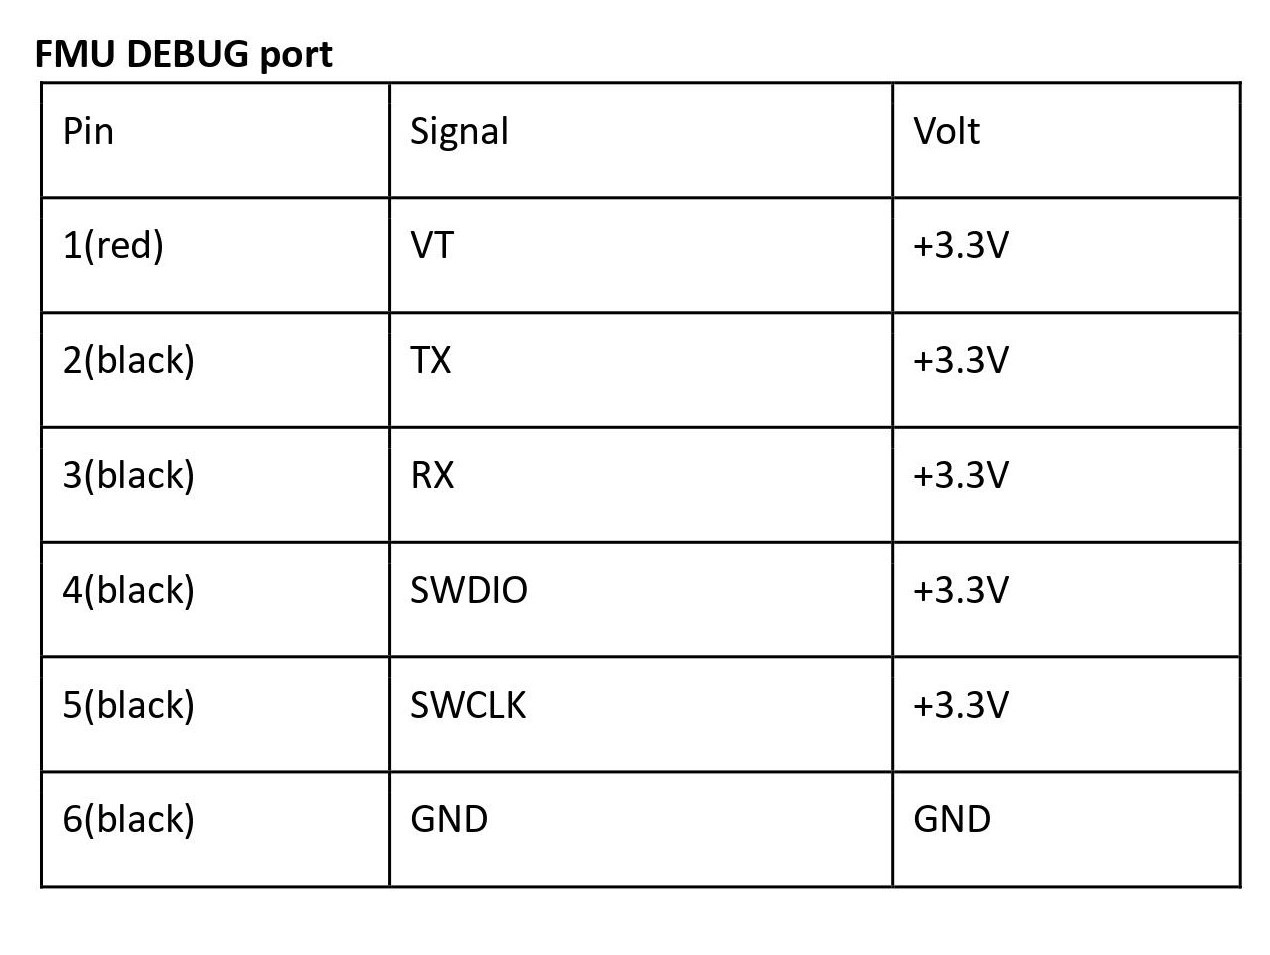 FMU DEBUG port
Pin Signal Volt
1(red) VT +3.3V
2(black) TX +3.3V
3(black) RX +3.3V
4(black) SWDIO +3.3V
5(black) SWCLK +3.3V
6(black) GND GND